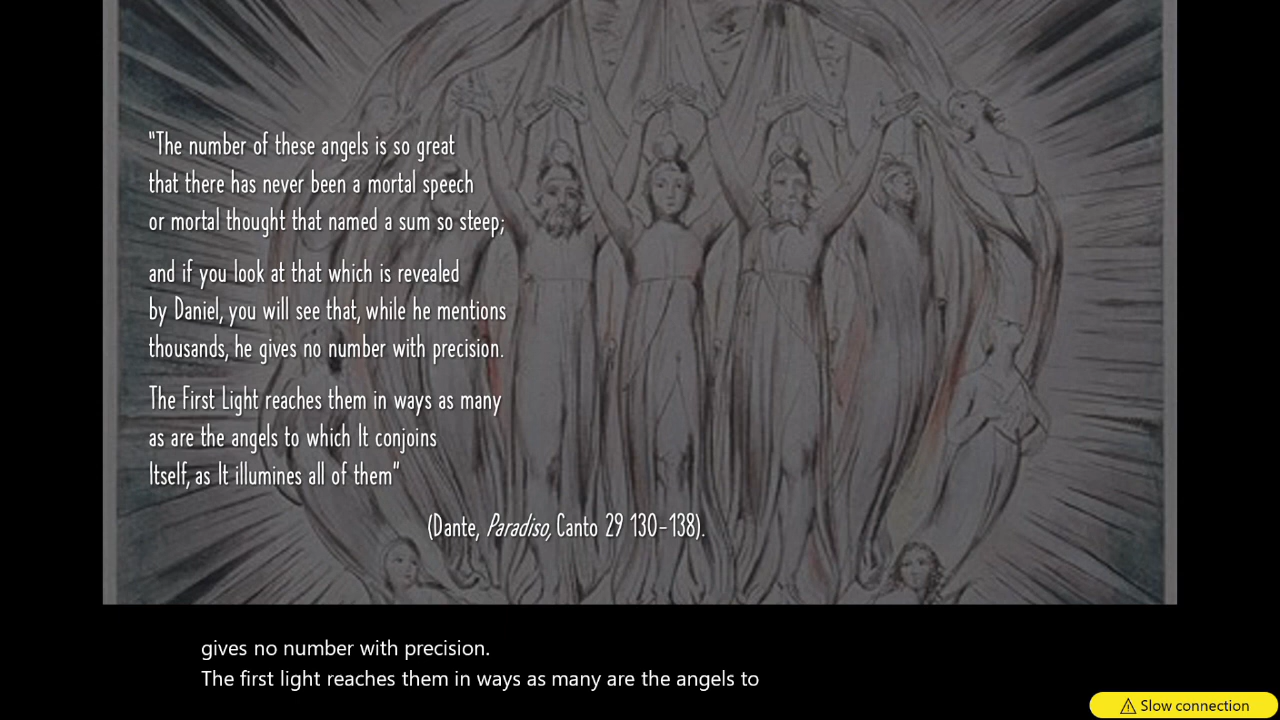 "The number of these angels is so great
that there has never been a mortal speech
or mortal thought that named a sum so steep;
and if you look at that which is revealed
by Daniel, you will see that, while he mentions
thousands, he gives no number with precision.
The First Light reaches them in ways as many
as are the angels to which It conjoins
Itself, as It illumines all of them"
(Dante, Paradiso, Canto 29 130-138).
gives no number with precision.
The first light reaches them in ways as many are the angels to
⚠ Slow connection